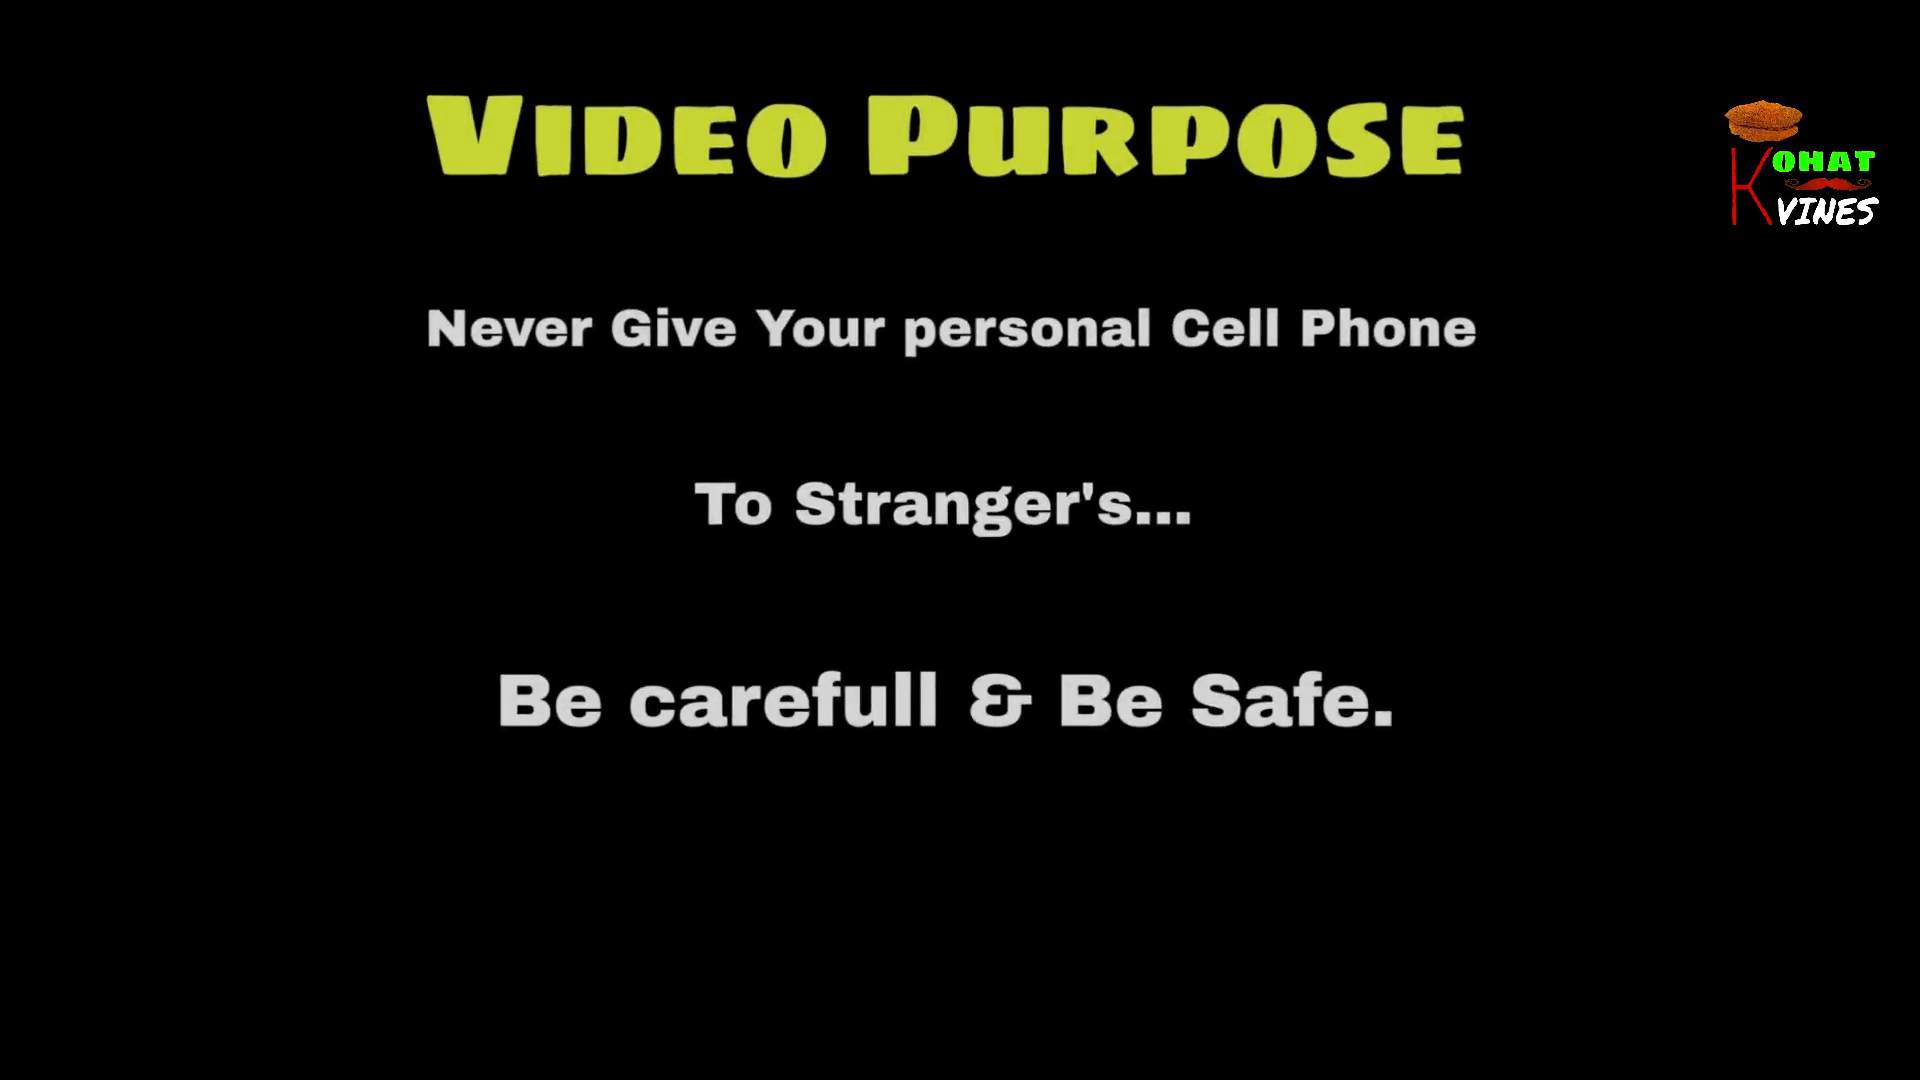 Video Purpose
KOHAT
VINES
Never Give Your personal Cell Phone
To Stranger's...
Be carefull & Be Safe.